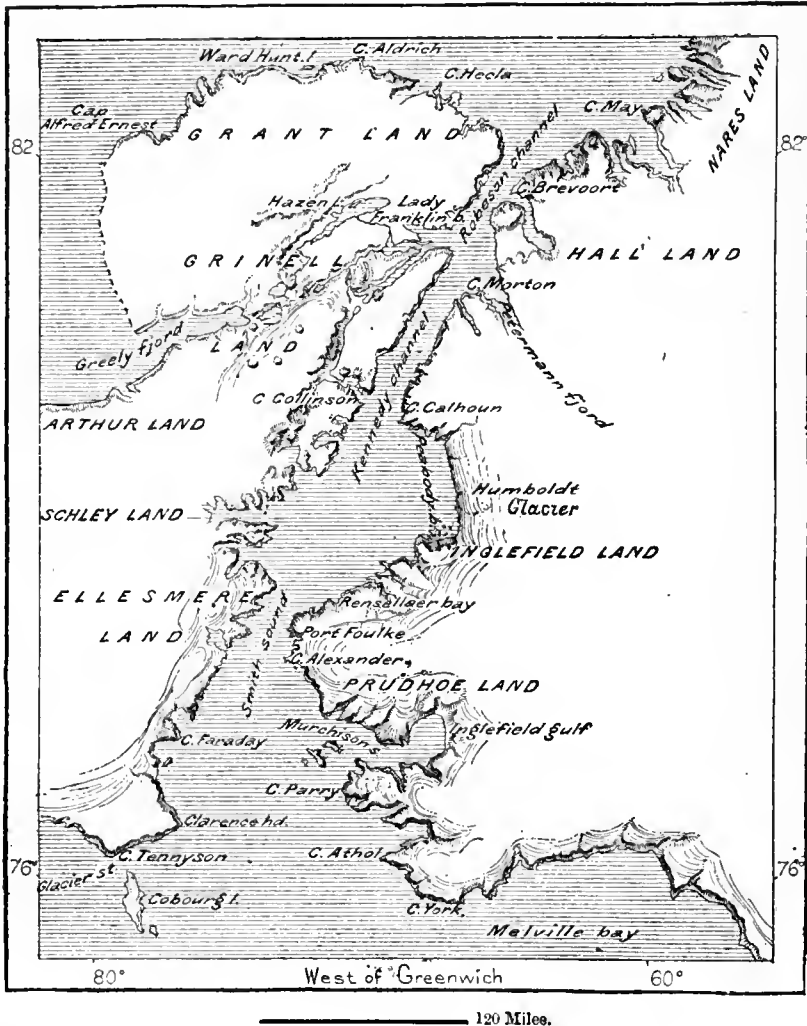 Ward Hunt I.
C. Aldrich
C. Hecla
Cap
Alfred Ernest
C. May
NARES LAND
82
82°
GRANT LAND
Robeson channel
C. Brevoort
Hazen L.
Lady
Franklin b.
GRINELL
LAND
HALL LAND
C. Morton
Petermann fjord
Greely fjord
Kennedy channel
C Collinson
C. Calhoun
ARTHUR LAND
Peabody b.
Humboldt
Glacier
SCHLEY LAND
INGLEFIELD LAND
ELLESMERE
LAND
Rensallaer bay
Port Foulke
Smith Sound
C. Alexander
PRUDHOE LAND
Murchison s.
Inglefield gulf
C. Faraday
C. Parry
Clarence hd.
C. Tennyson
C. Athol
76°
76°
Glacier st.
Cobourg I.
C. York.
Melville bay
80°
West of Greenwich
60°
120 Miles.